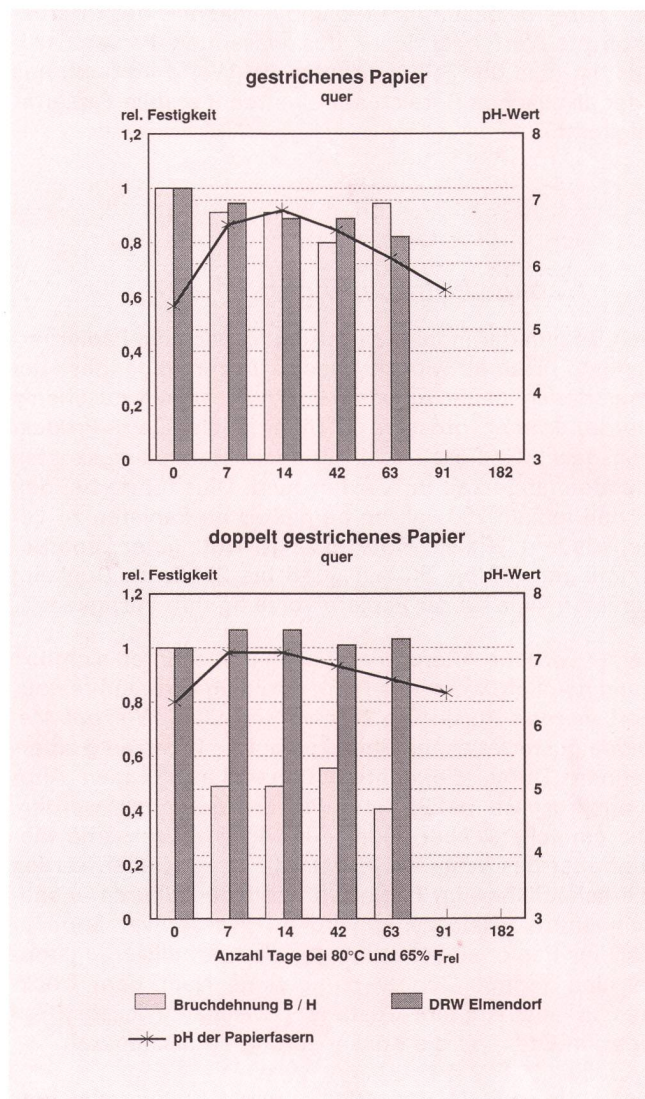 gestrichenes Papier
quer
rel. Festigkeit pH-Wert
1,2 8
1 7
0,8 6
0,6 5
0,4 4
0,2
0 3
0 7 14 42 63 91 182
doppelt gestrichenes Papier
quer
rel. Festigkeit pH-Wert
1,2 8
1 7
0,8 6
0,6 5
0,4 4
0,2
0 3
0 7 14 42 63 91 182
Anzahl Tage bei 80°C und 65% Frel
Bruchdehnung B / H DRW Elmendorf
pH der Papierfasern